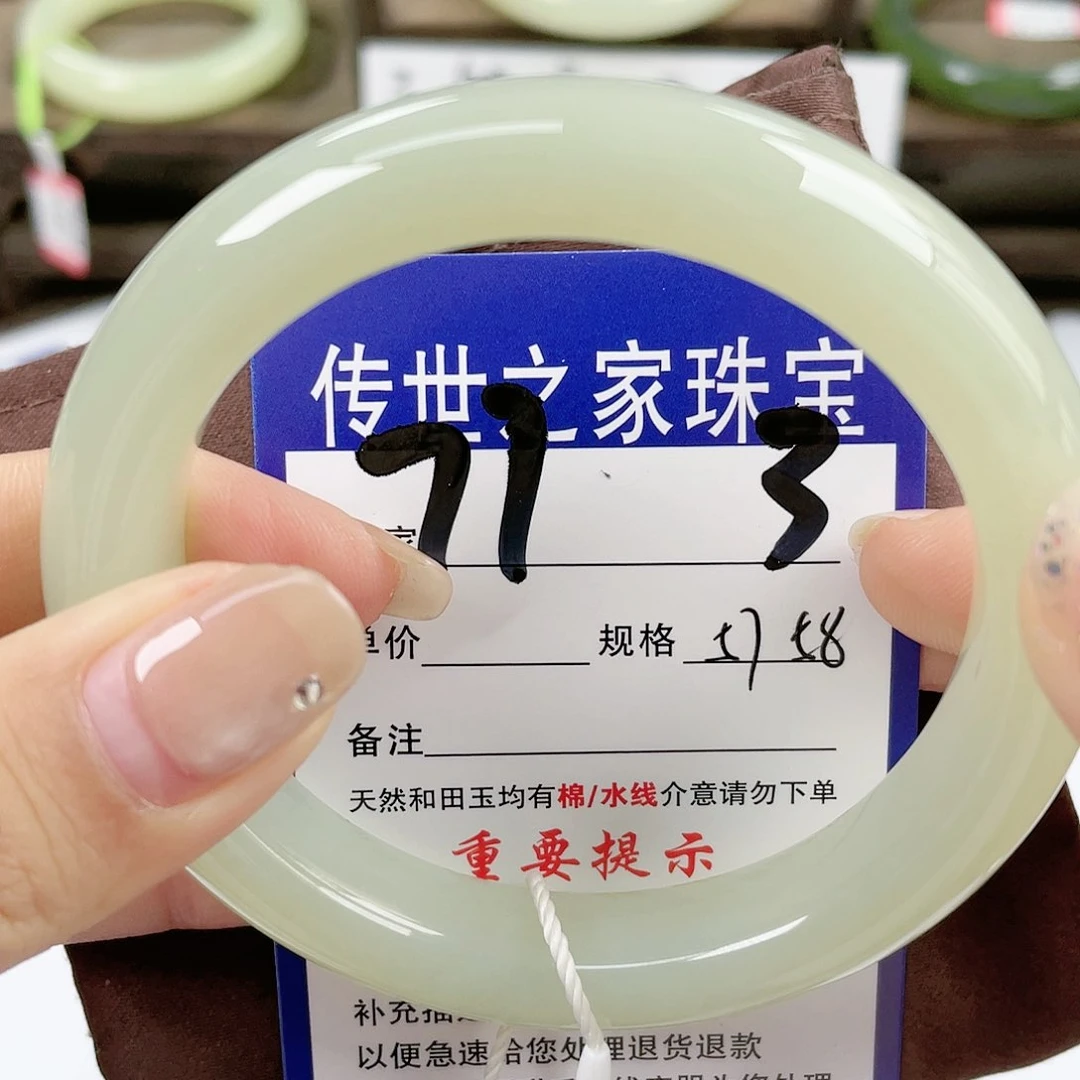 传世之家珠宝
71 3
家
单价 规格 57 58
备注
天然和田玉均有棉/水线介意请勿下单
重要提示
补充描
以便急速给您处理退货退款